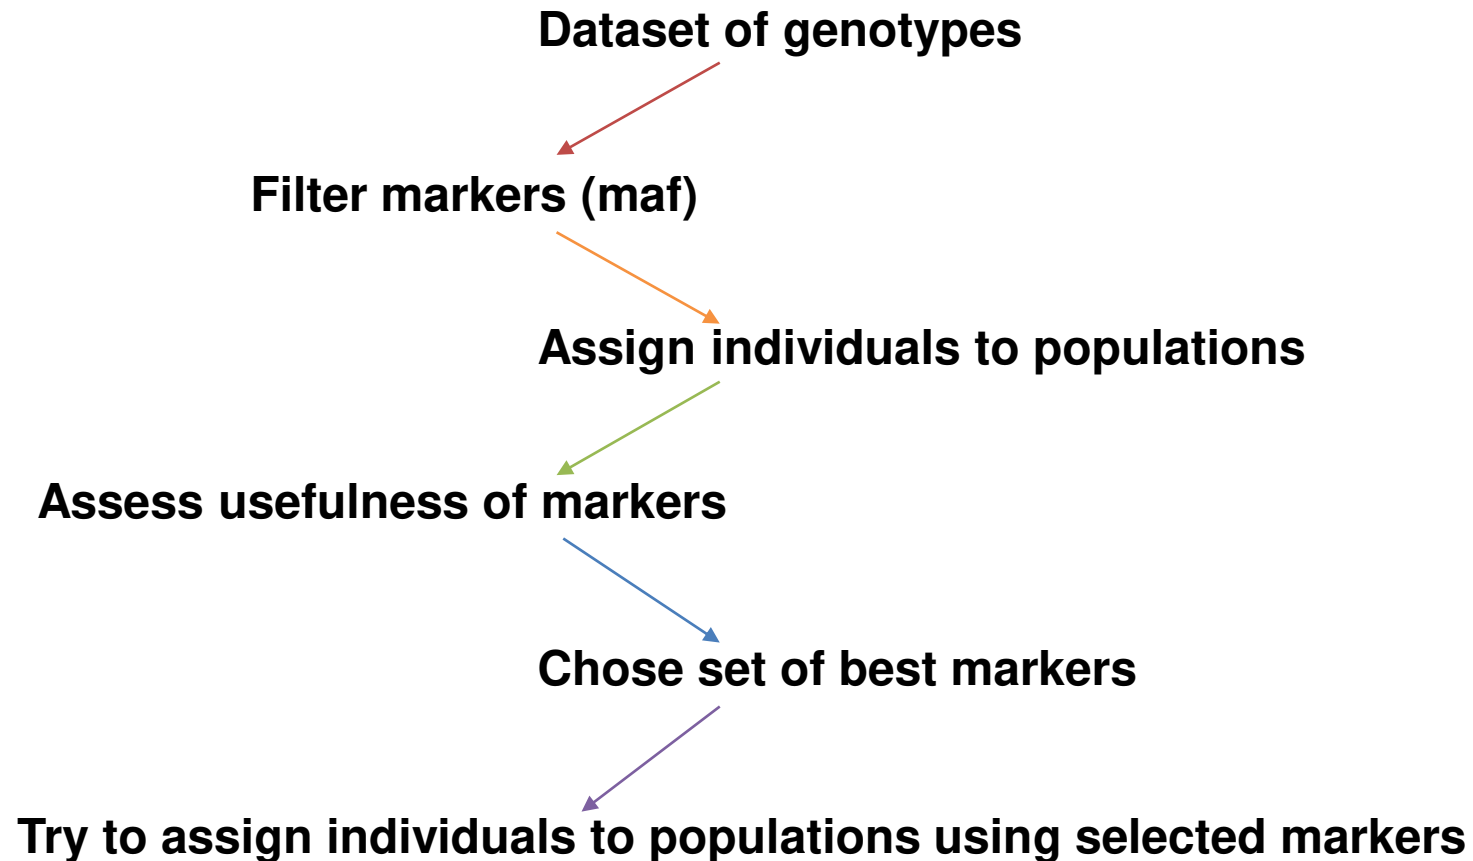 Dataset of genotypes
Filter markers (maf)
Assign individuals to populations
Assess usefulness of markers
Chose set of best markers
Try to assign individuals to populations using selected markers